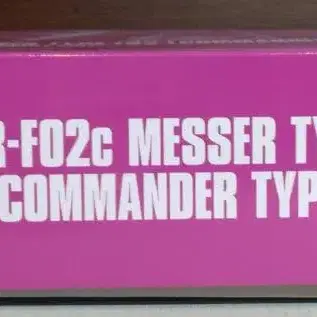 R-F02c MESSER TY
COMMANDER TYP